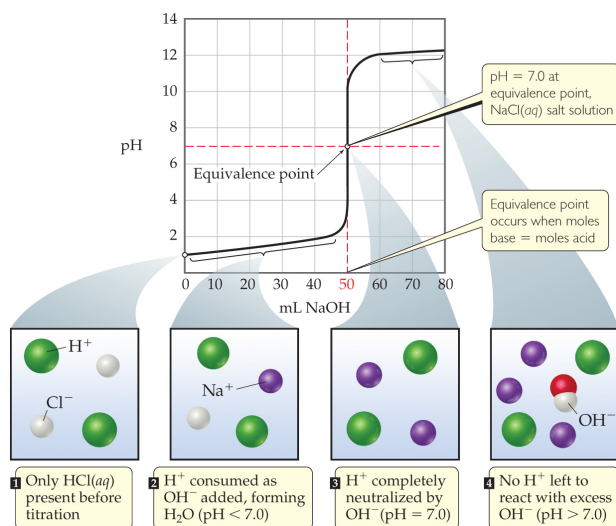 14
12
10
8
6
4
2
pH
0
10
20
30
40
50
60
70
80
mL NaOH
Equivalence point
pH = 7.0 at
equivalence point,
NaCl(aq) salt solution
Equivalence point
occurs when moles
base = moles acid
H⁺
Cl⁻
Na⁺
OH⁻
1 Only HCl(aq)
present before
titration
2 H⁺ consumed as
OH⁻ added, forming
H₂O (pH < 7.0)
3 H⁺ completely
neutralized by
OH⁻(pH = 7.0)
4 No H⁺ left to
react with excess
OH⁻ (pH > 7.0)